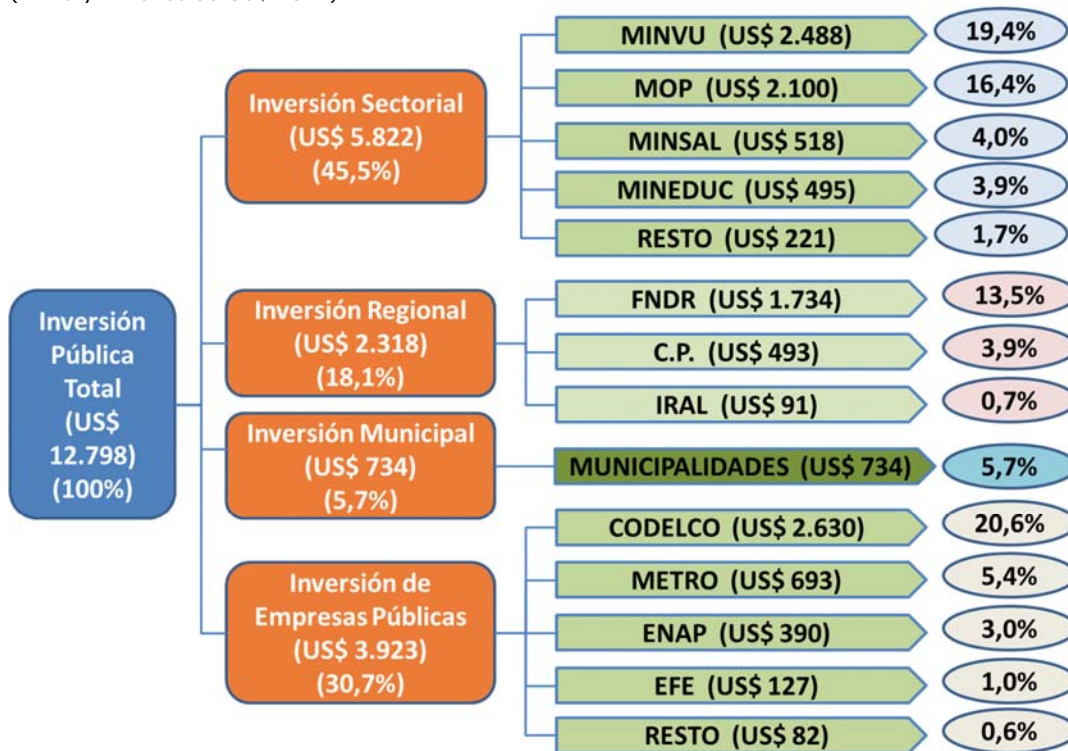 Inversión
Pública
Total
(US$
12.798)
(100%)
Inversión Sectorial
(US$ 5.822)
(45,5%)
MINVU (US$ 2.488)
19,4%
MOP (US$ 2.100)
16,4%
MINSAL (US$ 518)
4,0%
MINEDUC (US$ 495)
3,9%
RESTO (US$ 221)
1,7%
Inversión Regional
(US$ 2.318)
(18,1%)
FNDR (US$ 1.734)
13,5%
C.P. (US$ 493)
3,9%
IRAL (US$ 91)
0,7%
Inversión Municipal
(US$ 734)
(5,7%)
MUNICIPALIDADES (US$ 734)
5,7%
Inversión de
Empresas Públicas
(US$ 3.923)
(30,7%)
CODELCO (US$ 2.630)
20,6%
METRO (US$ 693)
5,4%
ENAP (US$ 390)
3,0%
EFE (US$ 127)
1,0%
RESTO (US$ 82)
0,6%